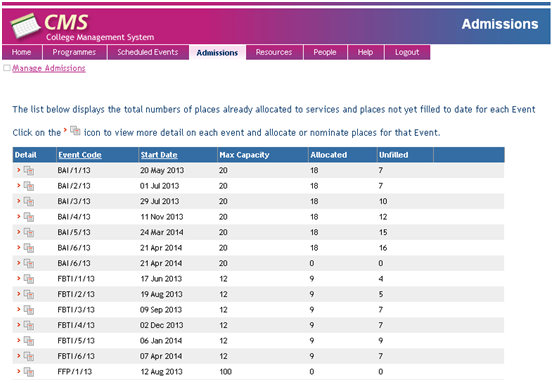 CMS
College Management System
Admissions
Home Programmes Scheduled Events Admissions Resources People Help Logout
Manage Admissions
The list below displays the total numbers of places already allocated to services and places not yet filled to date for each Event
Click on the icon to view more detail on each event and allocate or nominate places for that Event.
Detail Event Code Start Date Max Capacity Allocated Unfilled
BAI/1/13 20 May 2013 20 18 7
BAI/2/13 01 Jul 2013 20 18 7
BAI/3/13 29 Jul 2013 20 18 10
BAI/4/13 11 Nov 2013 20 18 12
BAI/5/13 24 Mar 2014 20 18 15
BAI/6/13 21 Apr 2014 20 18 16
BAI/6/13 21 Apr 2014 20 0 0
FBTI/1/13 17 Jun 2013 12 9 4
FBTI/2/13 19 Aug 2013 12 9 5
FBTI/3/13 09 Sep 2013 12 9 7
FBTI/4/13 02 Dec 2013 12 9 7
FBTI/5/13 06 Jan 2014 12 9 9
FBTI/6/13 07 Apr 2014 12 9 7
FFP/1/13 12 Aug 2013 100 0 0